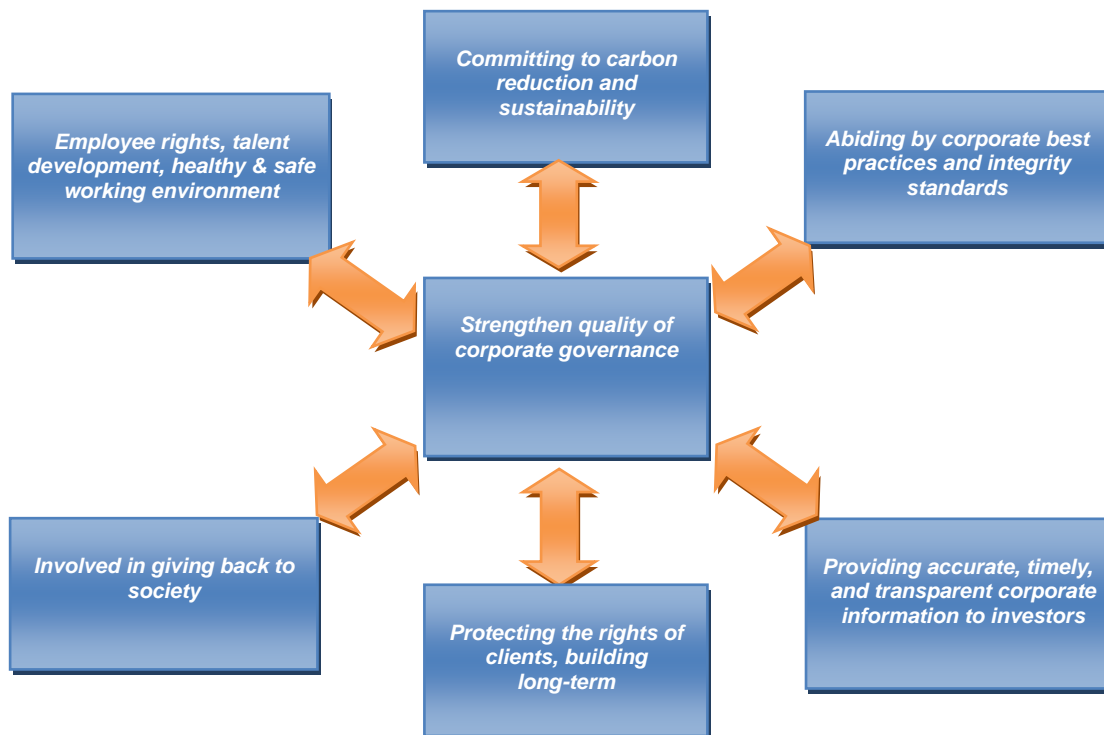 Committing to carbon
reduction and
sustainability
Employee rights, talent
development, healthy & safe
working environment
Abiding by corporate best
practices and integrity
standards
Strengthen quality of
corporate governance
Involved in giving back to
society
Protecting the rights of
clients, building
long-term
Providing accurate, timely,
and transparent corporate
information to investors